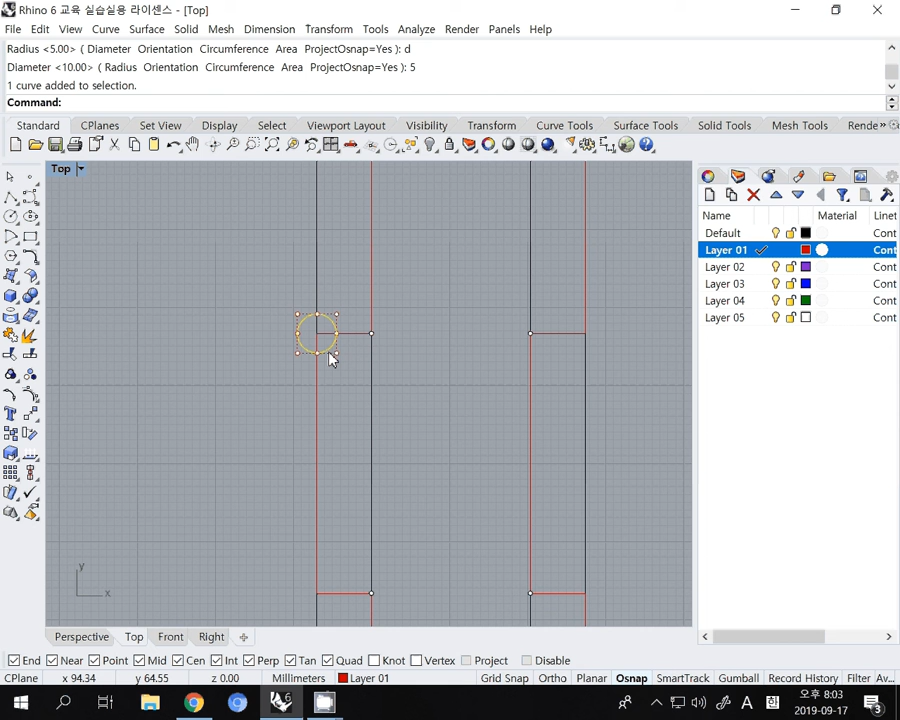 Rhino 6 교육 실습실용 라이센스 - [Top]
File Edit View Curve Surface Solid Mesh Dimension Transform Tools Analyze Render Panels Help
Radius <5.00> ( Diameter Orientation Circumference Area ProjectOsnap=Yes ): d
Diameter <10.00> ( Radius Orientation Circumference Area ProjectOsnap=Yes ): 5
1 curve added to selection.
Command:
Standard CPlanes Set View Display Select Viewport Layout Visibility Transform Curve Tools Surface Tools Solid Tools Mesh Tools Rende »
Top
Name Material Linet
Default Cont
Layer 01 Cont
Layer 02 Cont
Layer 03 Cont
Layer 04 Cont
Layer 05 Cont
y
x
Perspective Top Front Right
End Near Point Mid Cen Int Perp Tan Quad Knot Vertex Project Disable
CPlane x 94.34 y 64.55 z 0.00 Millimeters Layer 01 Grid Snap Ortho Planar Osnap SmartTrack Gumball Record History Filter Av...
A 오후 8:03
2019-09-17 3